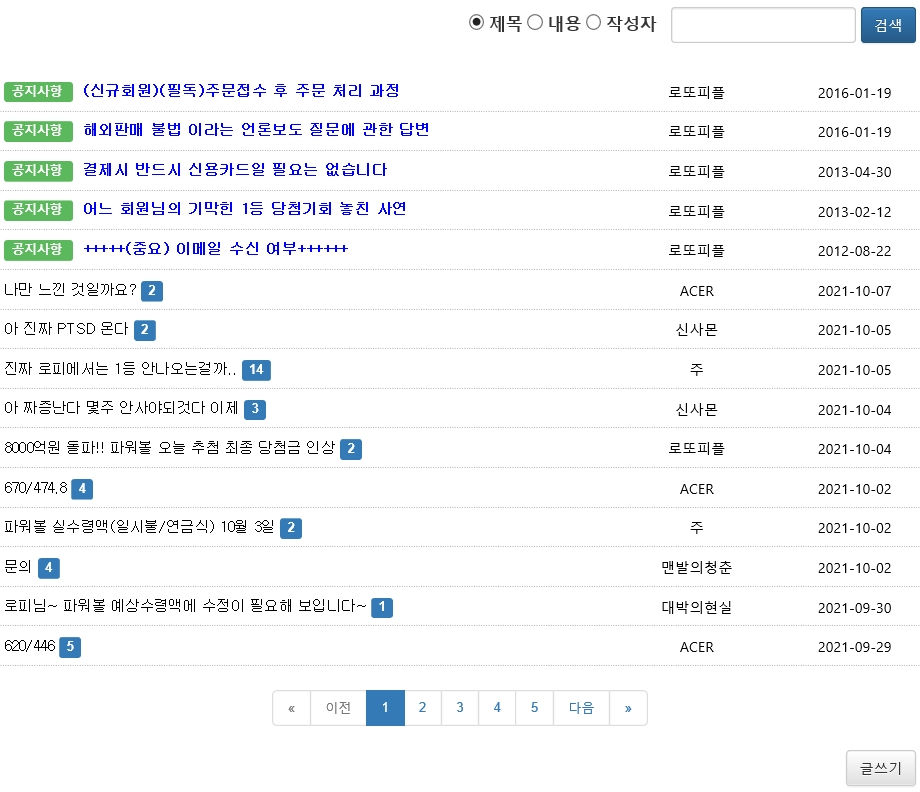 제목 내용 작성자 검색
공지사항 (신규회원)(필독)주문접수 후 주문 처리 과정 로또피플 2016-01-19
공지사항 해외판매 불법 이라는 언론보도 질문에 관한 답변 로또피플 2016-01-19
공지사항 결제시 반드시 신용카드일 필요는 없습니다 로또피플 2013-04-30
공지사항 어느 회원님의 기막힌 1등 당첨기회 놓친 사연 로또피플 2013-02-12
공지사항 +++++(중요) 이메일 수신 여부++++++ 로또피플 2012-08-22
나만 느낀 것일까요? 2 ACER 2021-10-07
아 진짜 PTSD 온다 2 신사몬 2021-10-05
진짜 로피에서는 1등 안나오는걸까.. 14 주 2021-10-05
아 짜증난다 몇주 안사야되것다 이제 3 신사몬 2021-10-04
8000억원 돌파!! 파워볼 오늘 추첨 최종 당첨금 인상 2 로또피플 2021-10-04
670/474.8 4 ACER 2021-10-02
파워볼 실수령액(일시불/연금식) 10월 3일 2 주 2021-10-02
문의 4 맨발의청춘 2021-10-02
로피님~ 파워볼 예상수령액에 수정이 필요해 보입니다~ 1 대박의현실 2021-09-30
620/446 5 ACER 2021-09-29
« 이전 1 2 3 4 5 다음 »
글쓰기